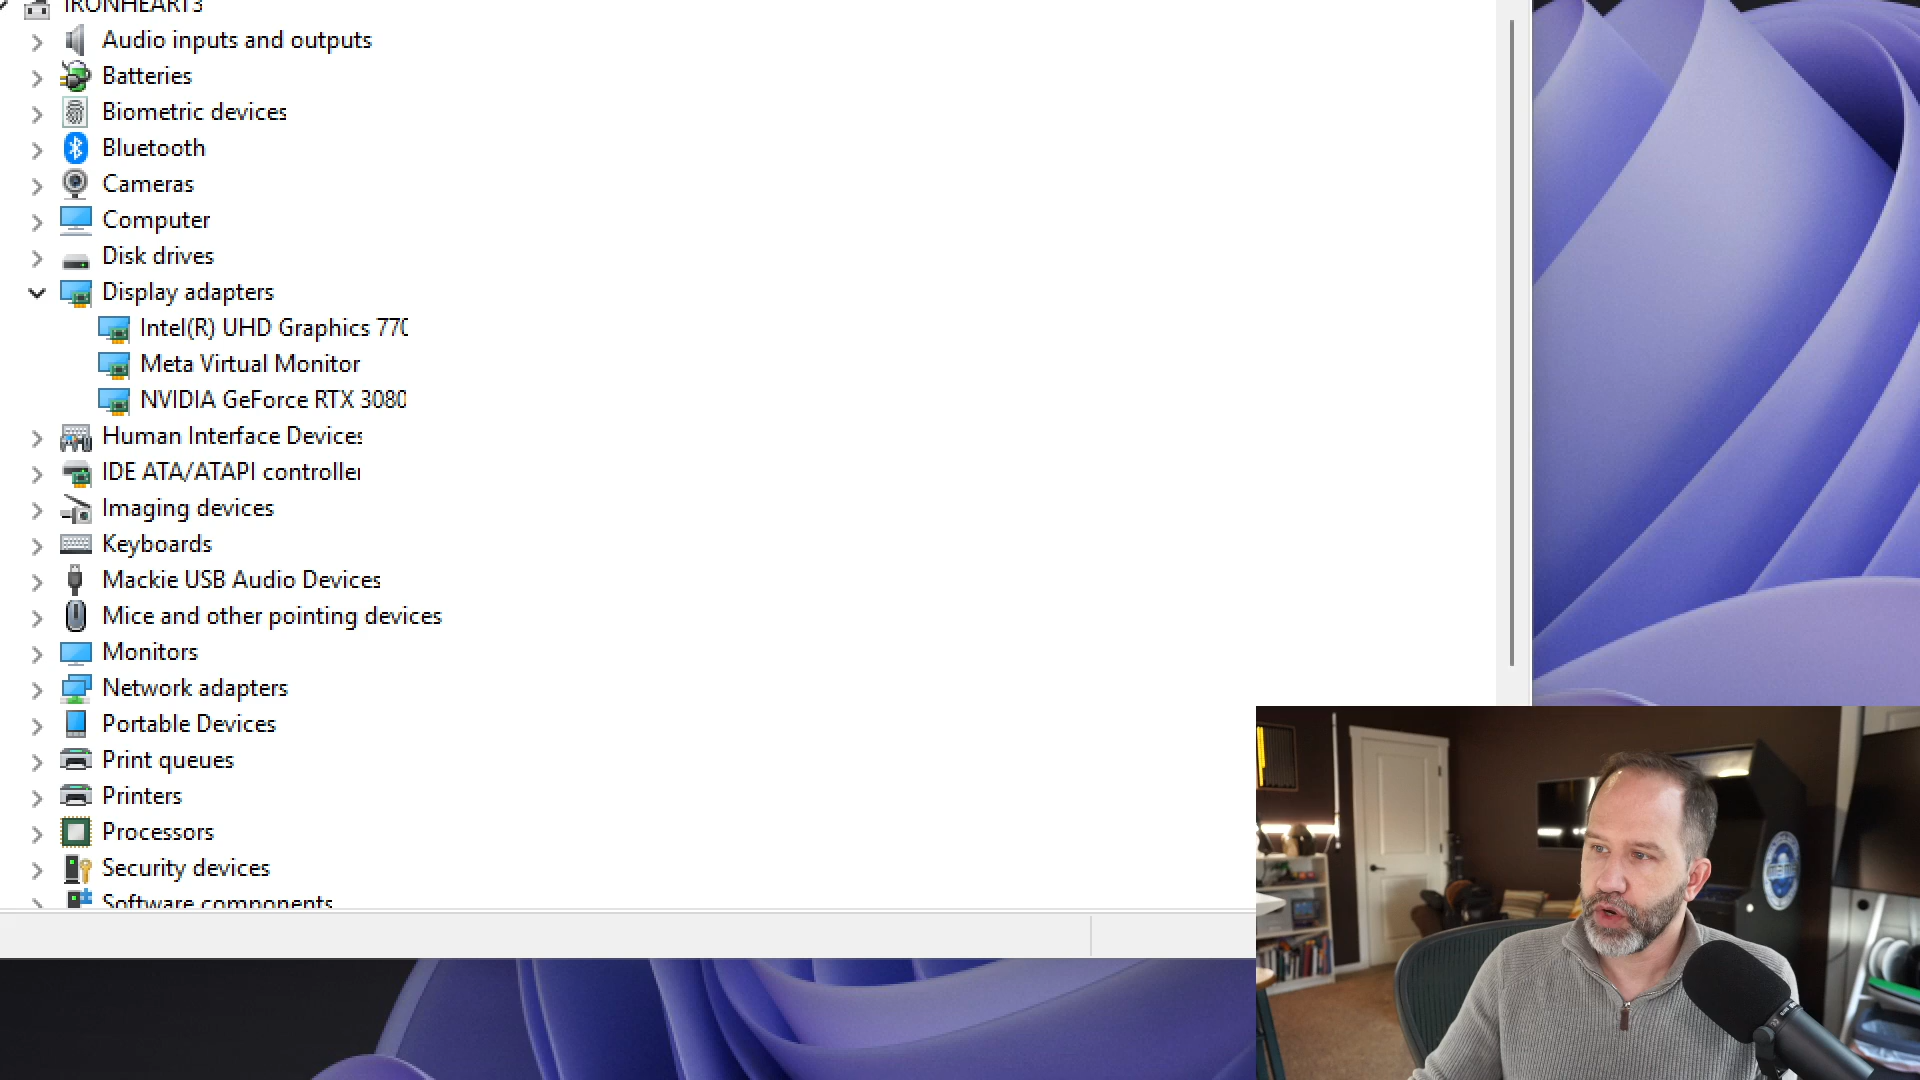 IRONHEART3
Audio inputs and outputs
Batteries
Biometric devices
Bluetooth
Cameras
Computer
Disk drives
Display adapters
Intel(R) UHD Graphics 770
Meta Virtual Monitor
NVIDIA GeForce RTX 3080
Human Interface Devices
IDE ATA/ATAPI controller
Imaging devices
Keyboards
Mackie USB Audio Devices
Mice and other pointing devices
Monitors
Network adapters
Portable Devices
Print queues
Printers
Processors
Security devices
Software components